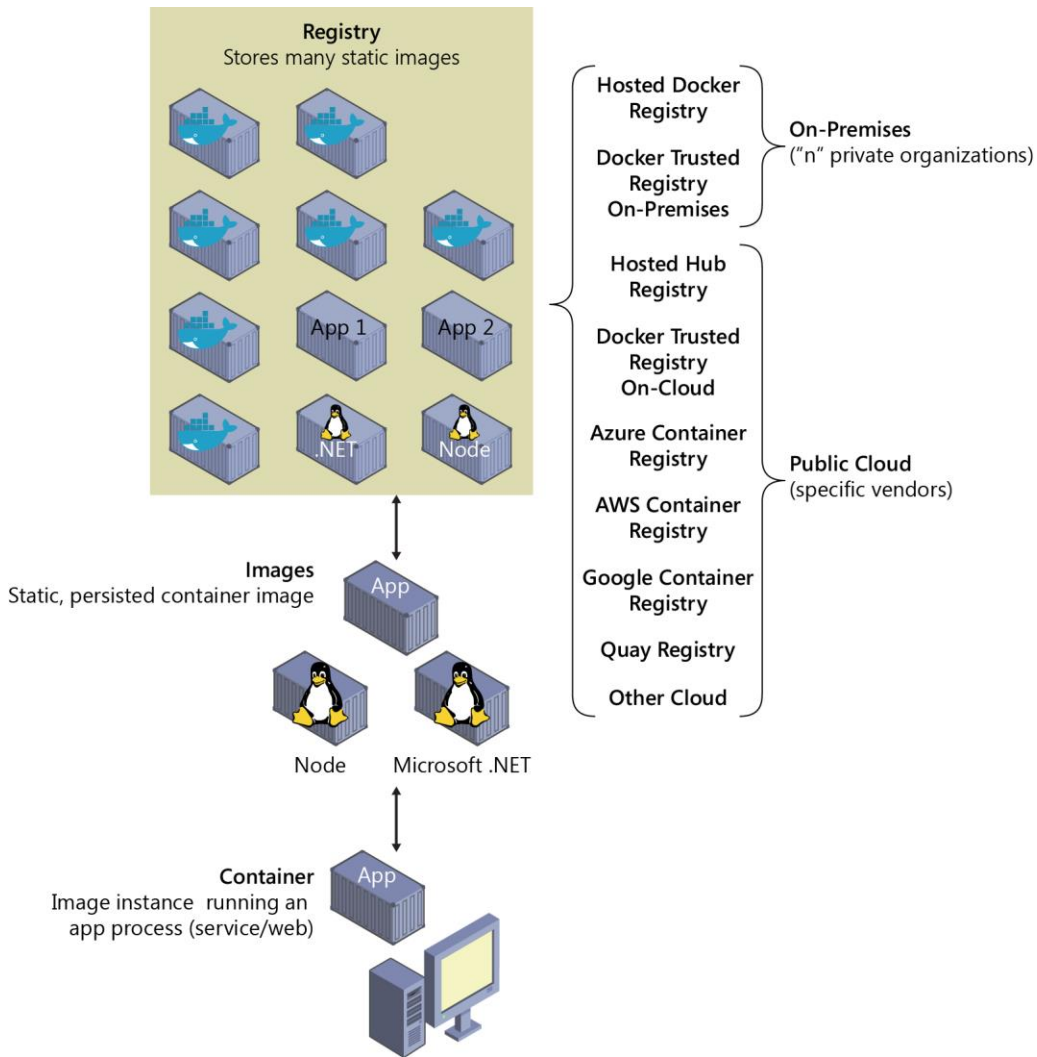 Registry
Stores many static images
App 1
App 2
.NET
Node
Images
Static, persisted container image
App
Node
Microsoft .NET
Container
Image instance running an
app process (service/web)
App
Hosted Docker
Registry
Docker Trusted
Registry
On-Premises
On-Premises
("n" private organizations)
Hosted Hub
Registry
Docker Trusted
Registry
On-Cloud
Azure Container
Registry
AWS Container
Registry
Google Container
Registry
Quay Registry
Other Cloud
Public Cloud
(specific vendors)